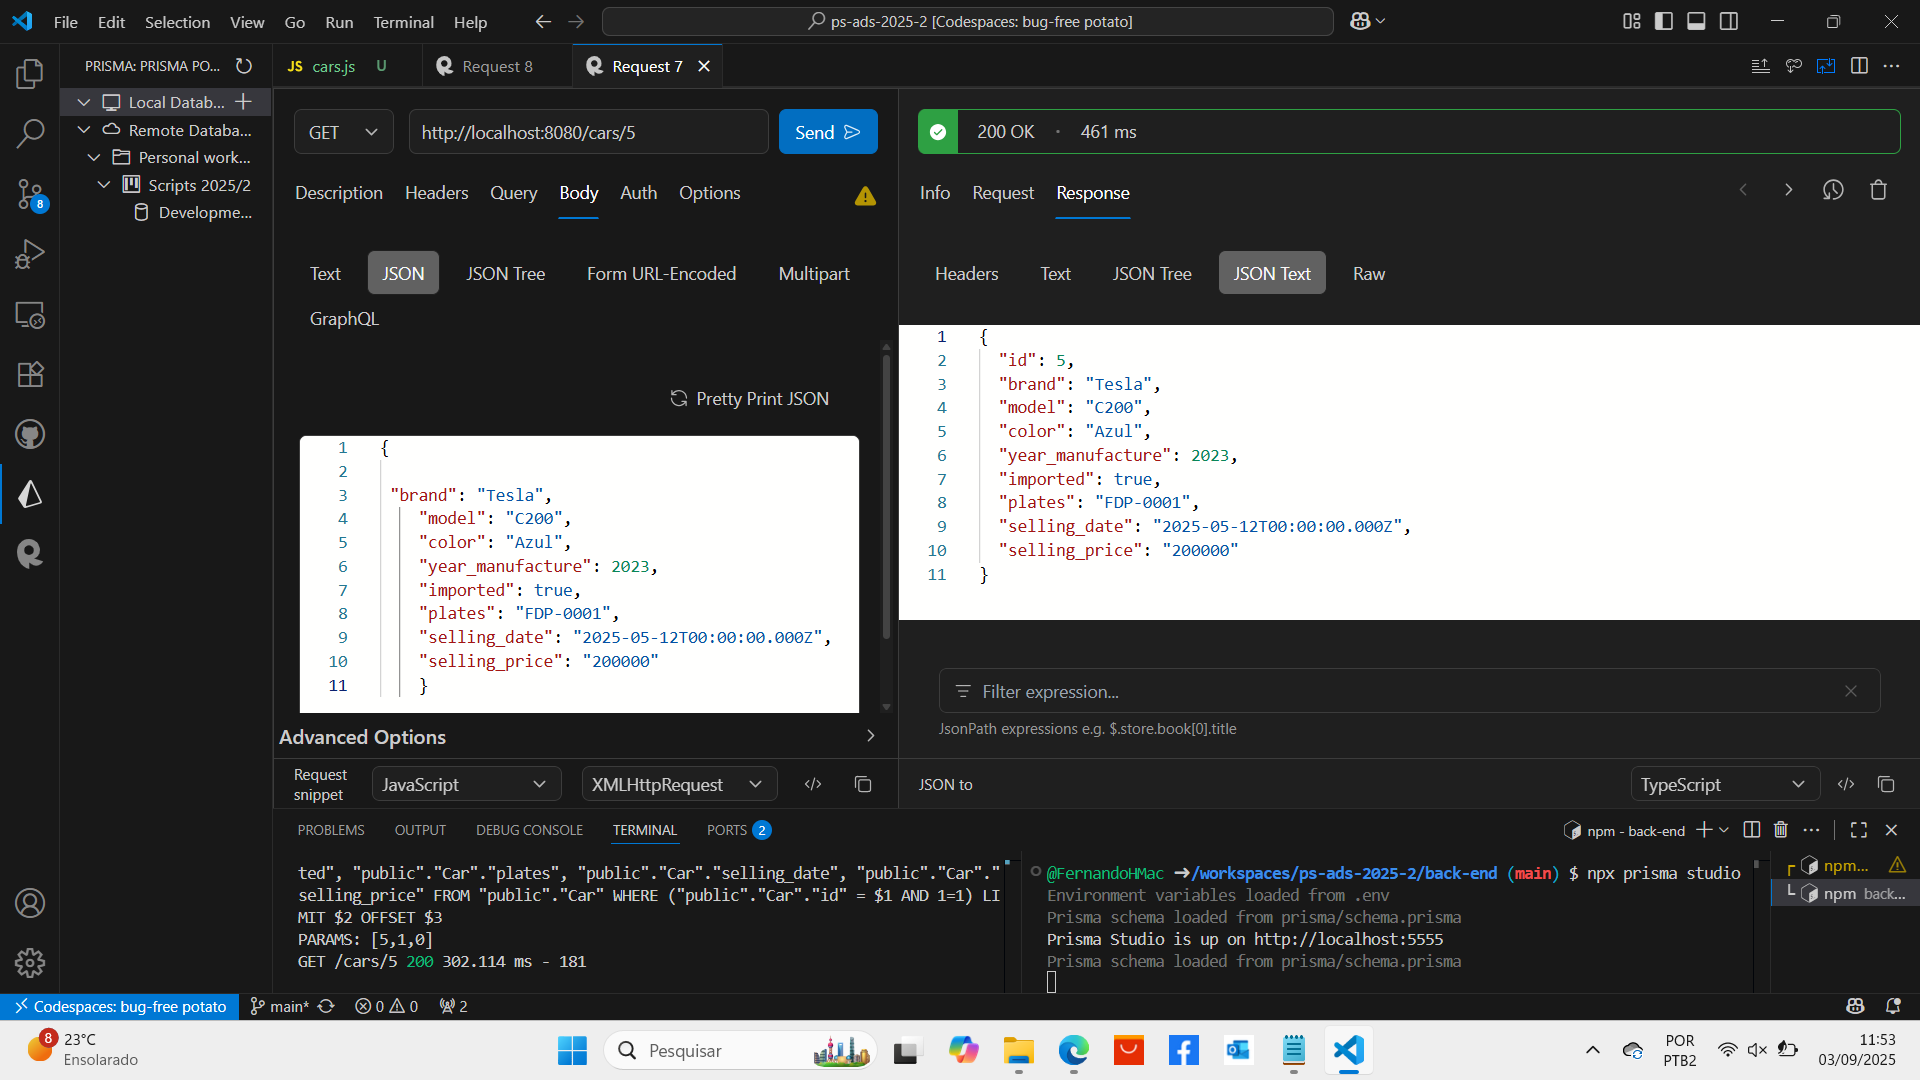 File Edit Selection View Go Run Terminal Help
ps-ads-2025-2 [Codespaces: bug-free potato]
PRISMA: PRISMA PO...
JS cars.js U
Request 8
Request 7
Local Datab...
Remote Databa...
Personal work...
Scripts 2025/2
Developme...
8
GET
http://localhost:8080/cars/5
Send
Description Headers Query Body Auth Options
Text JSON JSON Tree Form URL-Encoded Multipart
GraphQL
Pretty Print JSON
1 {
2
3 "brand": "Tesla",
4 "model": "C200",
5 "color": "Azul",
6 "year_manufacture": 2023,
7 "imported": true,
8 "plates": "FDP-0001",
9 "selling_date": "2025-05-12T00:00:00.000Z",
10 "selling_price": "200000"
11 }
Advanced Options
Request snippet
JavaScript
XMLHttpRequest
200 OK · 461 ms
Info Request Response
Headers Text JSON Tree JSON Text Raw
1 {
2 "id": 5,
3 "brand": "Tesla",
4 "model": "C200",
5 "color": "Azul",
6 "year_manufacture": 2023,
7 "imported": true,
8 "plates": "FDP-0001",
9 "selling_date": "2025-05-12T00:00:00.000Z",
10 "selling_price": "200000"
11 }
Filter expression...
JsonPath expressions e.g. $.store.book[0].title
JSON to
TypeScript
PROBLEMS OUTPUT DEBUG CONSOLE TERMINAL PORTS 2
npm - back-end
ted", "public"."Car"."plates", "public"."Car"."selling_date", "public"."Car"."
selling_price" FROM "public"."Car" WHERE ("public"."Car"."id" = $1 AND 1=1) LI
MIT $2 OFFSET $3
PARAMS: [5,1,0]
GET /cars/5 200 302.114 ms - 181
@FernandoHMac ➜/workspaces/ps-ads-2025-2/back-end (main) $ npx prisma studio
Environment variables loaded from .env
Prisma schema loaded from prisma/schema.prisma
Prisma Studio is up on http://localhost:5555
Prisma schema loaded from prisma/schema.prisma
npm...
npm back...
Codespaces: bug-free potato
main*
0 0
2
8
23°C
Ensolarado
Pesquisar
POR
PTB2
11:53
03/09/2025